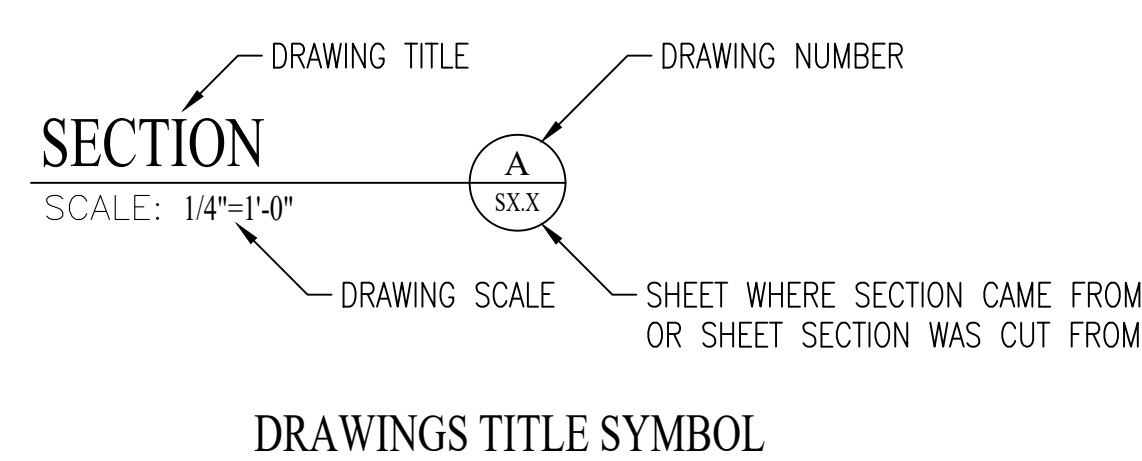 DRAWING TITLE
DRAWING NUMBER
SECTION
A
SCALE: 1/4"=1'-0"
SX.X
DRAWING SCALE
SHEET WHERE SECTION CAME FROM
OR SHEET SECTION WAS CUT FROM
DRAWINGS TITLE SYMBOL